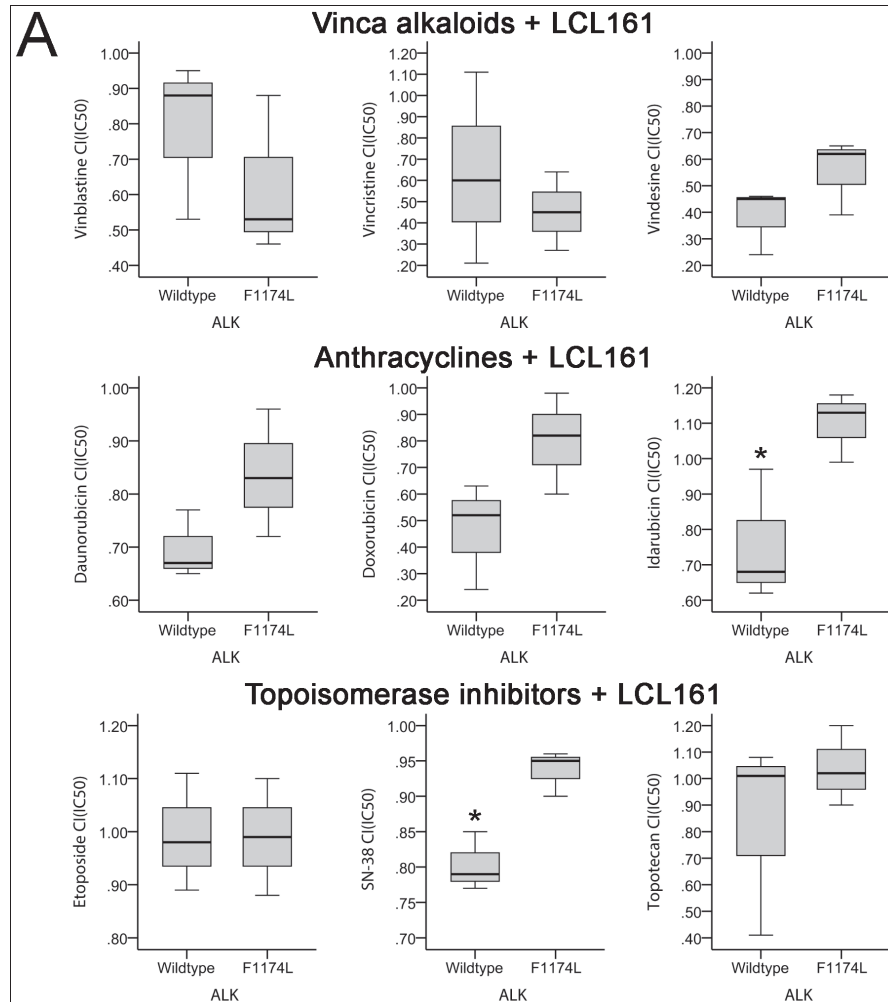 A
Vinca alkaloids + LCL161
Vinblastine CI(IC50)
1.00
.90
.80
.70
.60
.50
.40
Wildtype F1174L
ALK
Vincristine CI(IC50)
1.20
1.00
.90
.80
.70
.60
.50
.40
.30
.20
Wildtype F1174L
ALK
Vindesine CI(IC50)
1.00
.90
.80
.70
.60
.50
.40
.30
.20
Wildtype F1174L
ALK
Anthracyclines + LCL161
Daunorubicin CI(IC50)
1.00
.90
.80
.70
.60
Wildtype F1174L
ALK
Doxorubicin CI(IC50)
1.00
.90
.80
.70
.60
.50
.40
.30
.20
Wildtype F1174L
ALK
Idarubicin CI(IC50)
1.20
1.10
1.00
.90
.80
.70
.60
*
Wildtype F1174L
ALK
Topoisomerase inhibitors + LCL161
Etoposide CI(IC50)
1.20
1.10
1.00
.90
.80
Wildtype F1174L
ALK
SN-38 CI(IC50)
1.00
.95
.90
.85
.80
.75
.70
*
Wildtype F1174L
ALK
Topotecan CI(IC50)
1.20
1.10
1.00
.90
.80
.70
.60
.50
.40
Wildtype F1174L
ALK